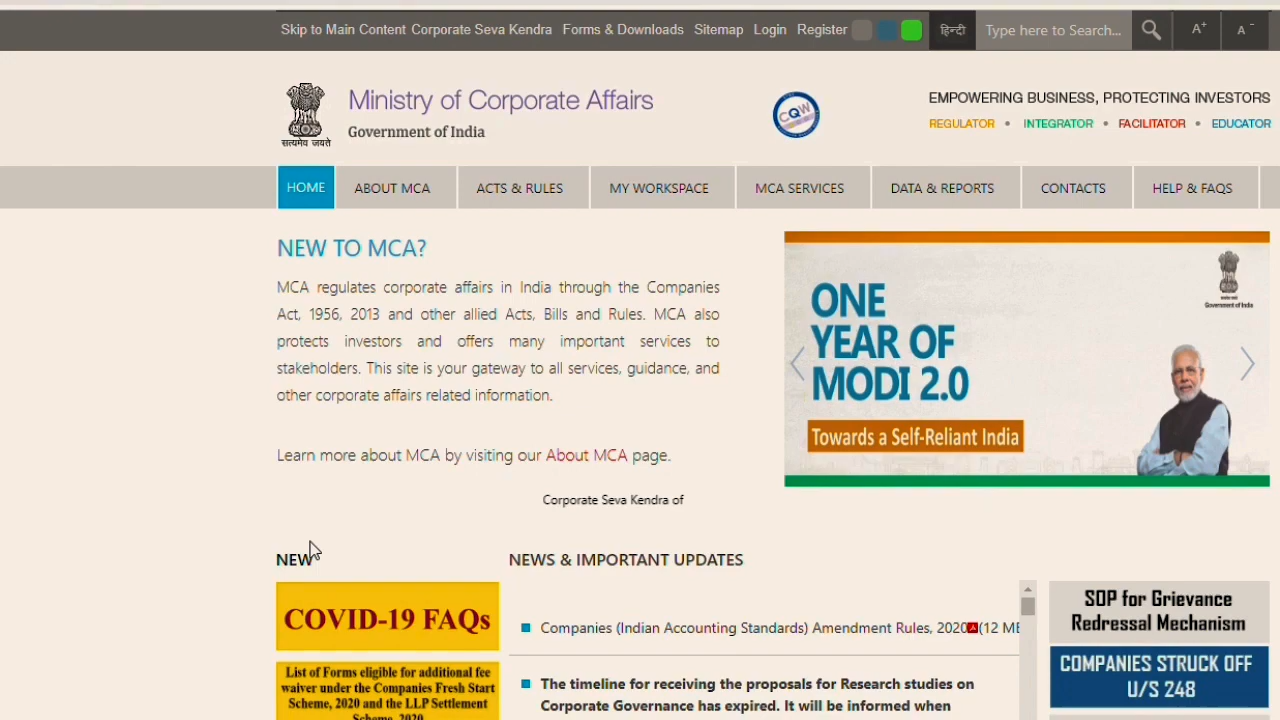 Skip to Main Content Corporate Seva Kendra Forms & Downloads Sitemap Login Register हिन्दी Type here to Search... A+ A-
Ministry of Corporate Affairs
Government of India
सत्यमेव जयते
CQW
EMPOWERING BUSINESS, PROTECTING INVESTORS
REGULATOR • INTEGRATOR • FACILITATOR • EDUCATOR
HOME ABOUT MCA ACTS & RULES MY WORKSPACE MCA SERVICES DATA & REPORTS CONTACTS HELP & FAQS
NEW TO MCA?
MCA regulates corporate affairs in India through the Companies
Act, 1956, 2013 and other allied Acts, Bills and Rules. MCA also
protects investors and offers many important services to
stakeholders. This site is your gateway to all services, guidance, and
other corporate affairs related information.
Learn more about MCA by visiting our About MCA page.
Corporate Seva Kendra of
ONE
YEAR OF
MODI 2.0
Towards a Self-Reliant India
Government of India
NEW
COVID-19 FAQs
List of Forms eligible for additional fee
waiver under the Companies Fresh Start
Scheme, 2020 and the LLP Settlement
Scheme, 2020
NEWS & IMPORTANT UPDATES
Companies (Indian Accounting Standards) Amendment Rules, 2020 (12 MB
The timeline for receiving the proposals for Research studies on
Corporate Governance has expired. It will be informed when
SOP for Grievance
Redressal Mechanism
COMPANIES STRUCK OFF
U/S 248